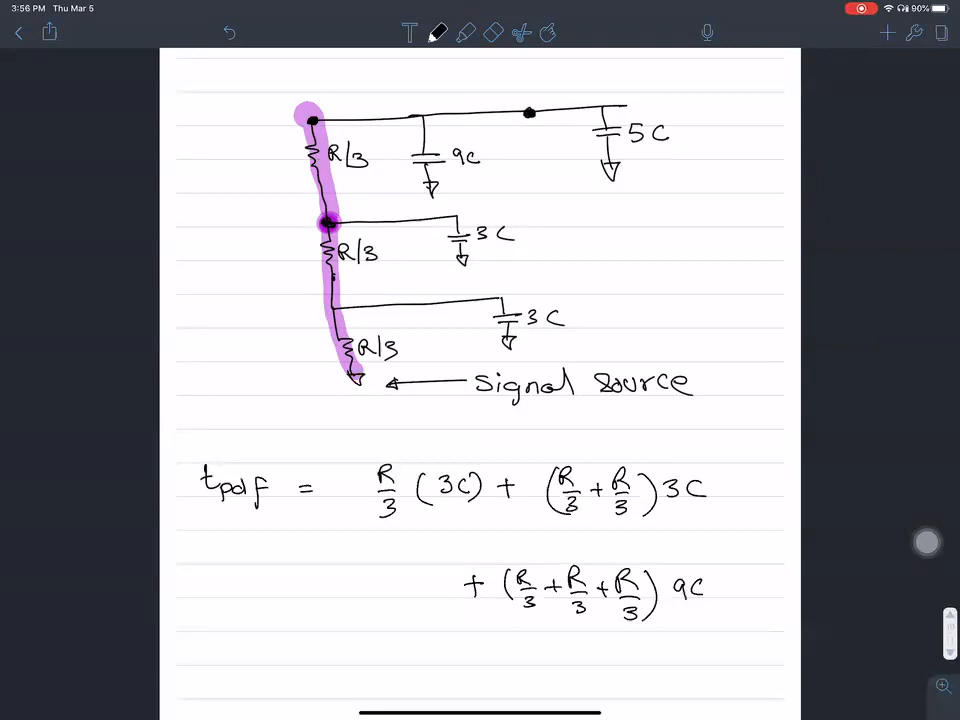 3:56 PM Thu Mar 5
90%
T
5C
R/3
9C
3C
R/3
3C
R/3
signal source
tpdf = R/3 (3C) + (R/3 + R/3) 3C
+ (R/3 + R/3 + R/3) 9C